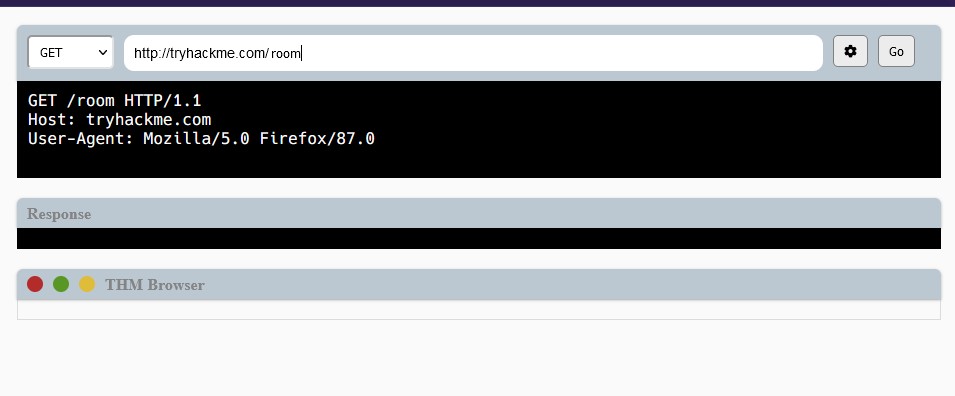 GET http://tryhackme.com/ room Go
GET /room HTTP/1.1
Host: tryhackme.com
User-Agent: Mozilla/5.0 Firefox/87.0
Response
THM Browser